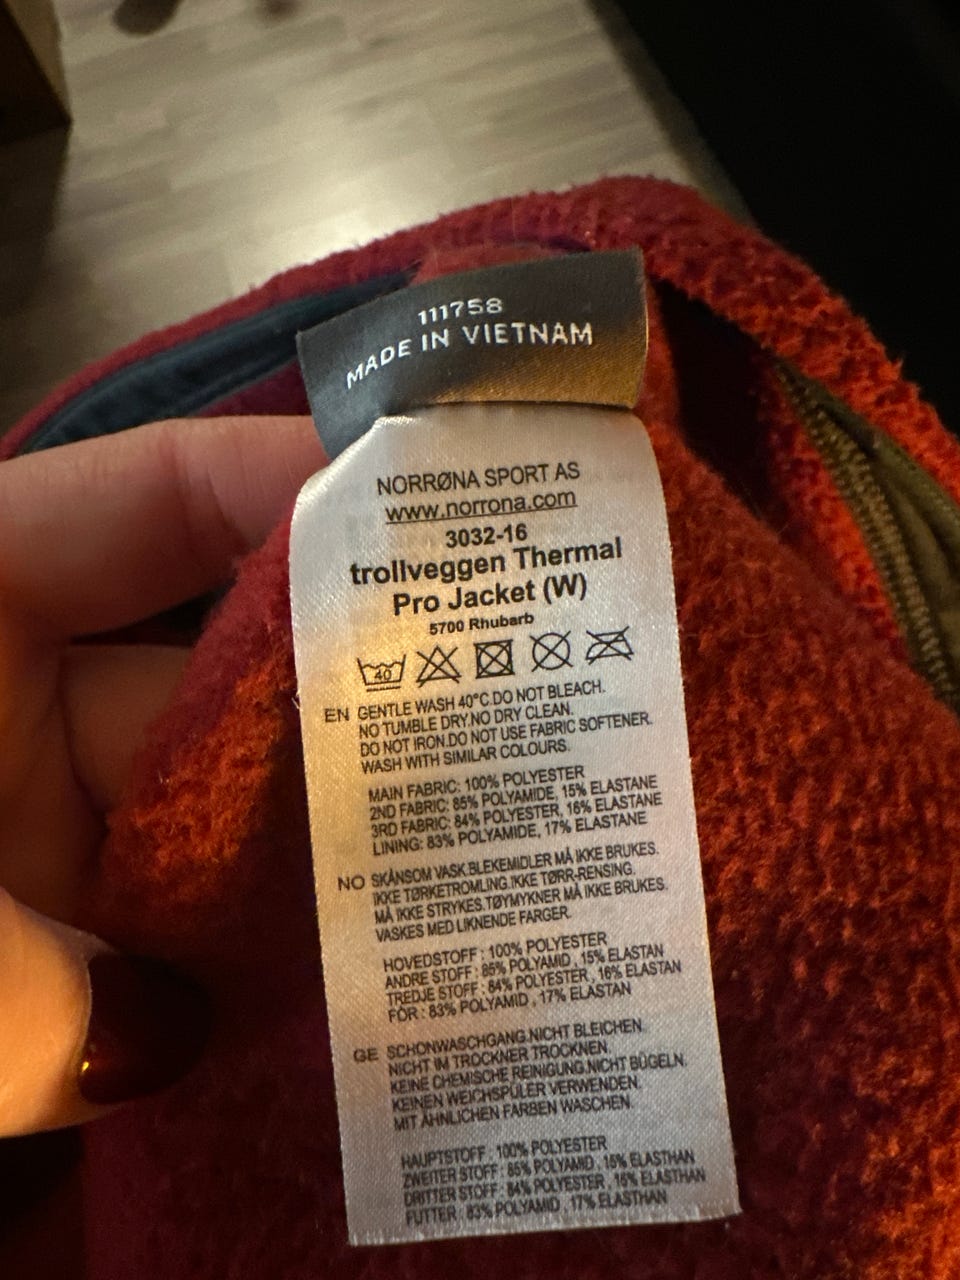 111758
MADE IN VIETNAM
NORRØNA SPORT AS
www.norrona.com
3032-16
trollveggen Thermal
Pro Jacket (W)
5700 Rhubarb
40
EN GENTLE WASH 40°C.DO NOT BLEACH.
NO TUMBLE DRY.NO DRY CLEAN.
DO NOT IRON.DO NOT USE FABRIC SOFTENER.
WASH WITH SIMILAR COLOURS.
MAIN FABRIC: 100% POLYESTER
2ND FABRIC: 85% POLYAMIDE, 15% ELASTANE
3RD FABRIC: 84% POLYESTER, 16% ELASTANE
LINING: 83% POLYAMIDE, 17% ELASTANE
NO SKÅNSOM VASK.BLEKEMIDLER MÅ IKKE BRUKES.
IKKE TØRKETROMLING.IKKE TØRR-RENSING.
MÅ IKKE STRYKES.TØYMYKNER MÅ IKKE BRUKES.
VASKES MED LIKNENDE FARGER.
HOVEDSTOFF : 100% POLYESTER
ANDRE STOFF : 85% POLYAMID , 15% ELASTAN
TREDJE STOFF : 84% POLYESTER , 16% ELASTAN
FÔR : 83% POLYAMID , 17% ELASTAN
GE SCHONWASCHGANG.NICHT BLEICHEN.
NICHT IM TROCKNER TROCKNEN.
KEINE CHEMISCHE REINIGUNG.NICHT BÜGELN.
KEINEN WEICHSPÜLER VERWENDEN.
MIT ÄHNLICHEN FARBEN WASCHEN.
HAUPTSTOFF : 100% POLYESTER
ZWEITER STOFF : 85% POLYAMID , 15% ELASTHAN
DRITTER STOFF : 84% POLYESTER , 16% ELASTHAN
FUTTER : 83% POLYAMID , 17% ELASTHAN